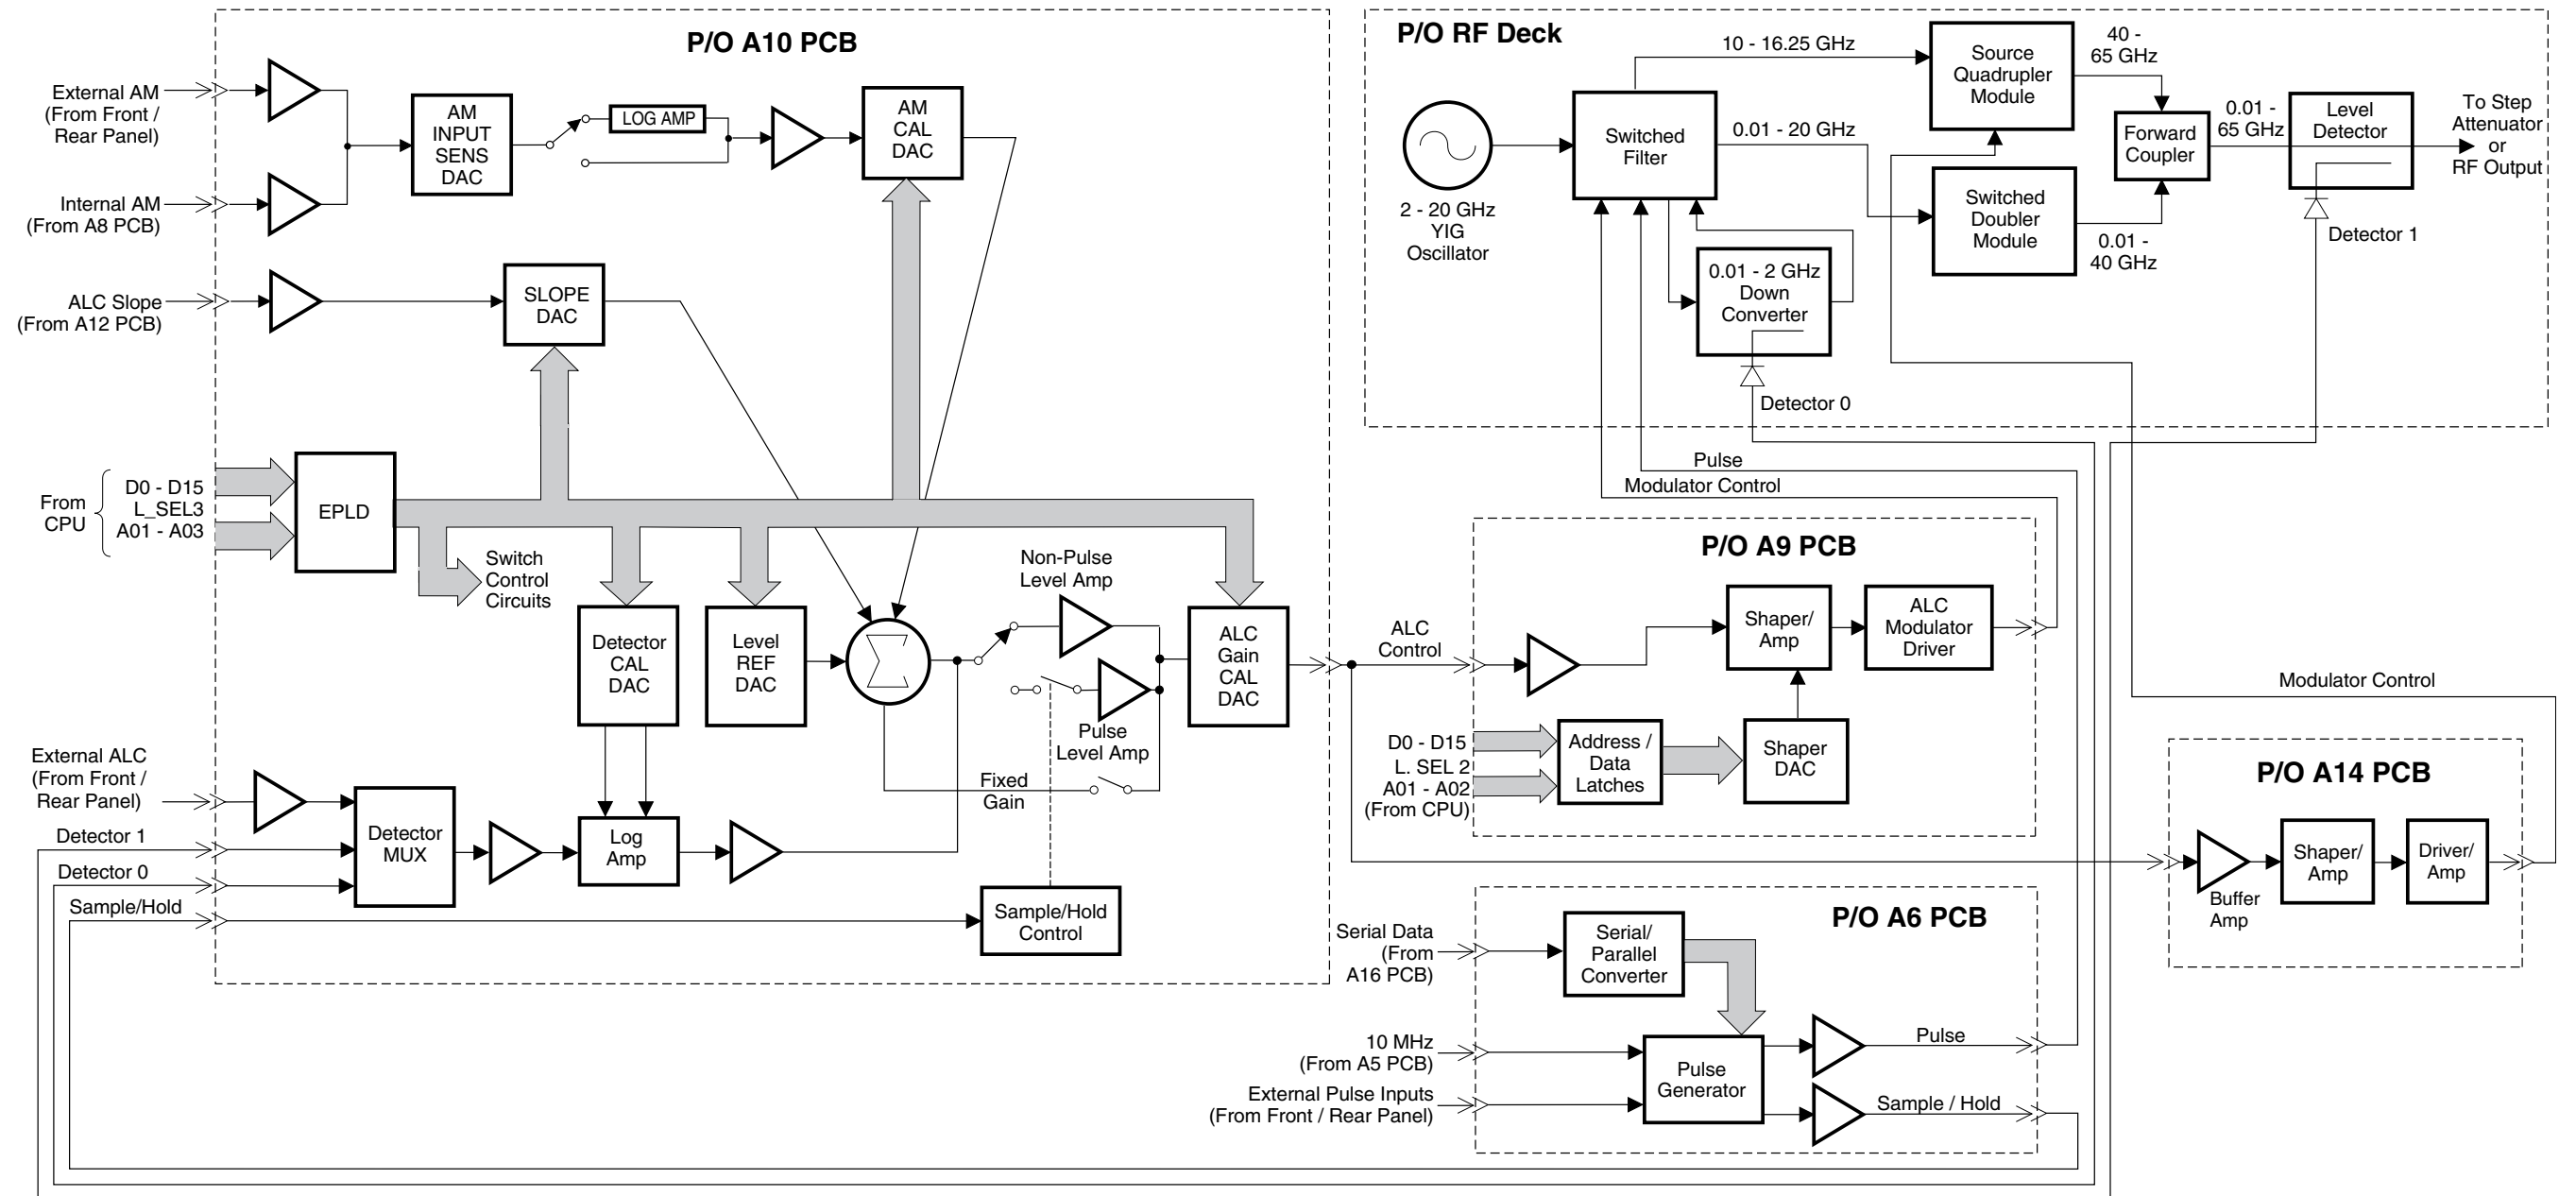 P/O A10 PCB
External AM
(From Front /
Rear Panel)
Internal AM
(From A8 PCB)
AM
INPUT
SENS
DAC
LOG AMP
AM
CAL
DAC
ALC Slope
(From A12 PCB)
SLOPE
DAC
From
CPU
D0 - D15
L_SEL3
A01 - A03
EPLD
Switch
Control
Circuits
Detector
CAL
DAC
Level
REF
DAC
Non-Pulse
Level Amp
Pulse
Level Amp
Fixed
Gain
ALC
Gain
CAL
DAC
External ALC
(From Front /
Rear Panel)
Detector 1
Detector 0
Sample/Hold
Detector
MUX
Log
Amp
Sample/Hold
Control
P/O RF Deck
2 - 20 GHz
YIG
Oscillator
Switched
Filter
10 - 16.25 GHz
0.01 - 20 GHz
Source
Quadrupler
Module
40 -
65 GHz
Switched
Doubler
Module
0.01 -
40 GHz
Forward
Coupler
0.01 -
65 GHz
Level
Detector
To Step
Attenuator
or
RF Output
Detector 1
0.01 - 2 GHz
Down
Converter
Detector 0
Pulse
Modulator Control
P/O A9 PCB
ALC
Control
Shaper/
Amp
ALC
Modulator
Driver
D0 - D15
L. SEL 2
A01 - A02
(From CPU)
Address /
Data
Latches
Shaper
DAC
Modulator Control
P/O A14 PCB
Buffer
Amp
Shaper/
Amp
Driver/
Amp
P/O A6 PCB
Serial Data
(From
A16 PCB)
Serial/
Parallel
Converter
10 MHz
(From A5 PCB)
External Pulse Inputs
(From Front / Rear Panel)
Pulse
Generator
Pulse
Sample / Hold